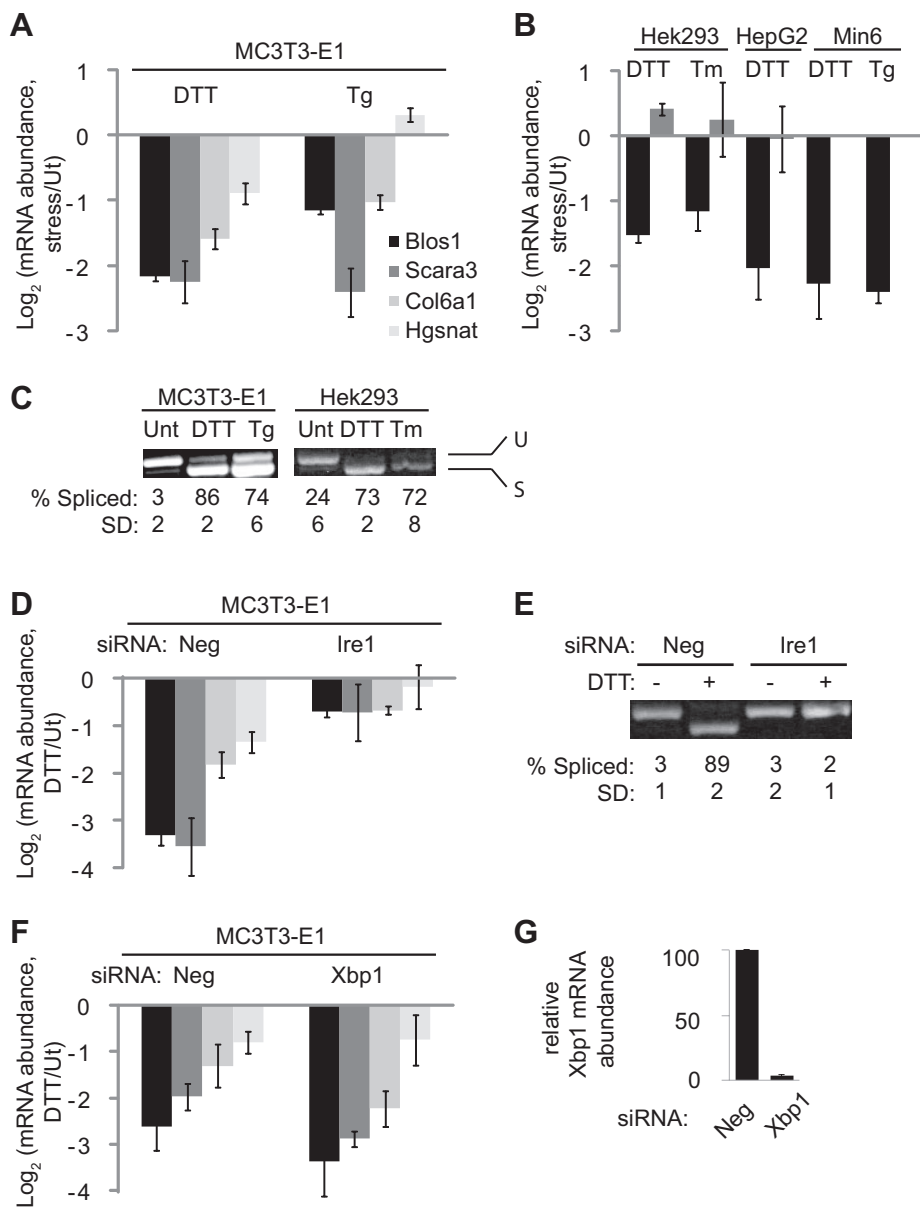 A
MC3T3-E1
DTT Tg
Log2 (mRNA abundance, stress/Ut)
1
0
-1
-2
-3
Blos1
Scara3
Col6a1
Hgsnat
B
Hek293 HepG2 Min6
DTT Tm DTT DTT Tg
Log2 (mRNA abundance, stress/Ut)
1
0
-1
-2
-3
C
MC3T3-E1 Hek293
Unt DTT Tg Unt DTT Tm
U
S
% Spliced: 3 86 74 24 73 72
SD: 2 2 6 6 2 8
D
MC3T3-E1
siRNA: Neg Ire1
Log2 (mRNA abundance, DTT/Ut)
0
-1
-2
-3
-4
E
siRNA: Neg Ire1
DTT: - + - +
% Spliced: 3 89 3 2
SD: 1 2 2 1
F
MC3T3-E1
siRNA: Neg Xbp1
Log2 (mRNA abundance, DTT/Ut)
0
-1
-2
-3
-4
G
relative
Xbp1 mRNA
abundance
100
50
0
siRNA: Neg Xbp1